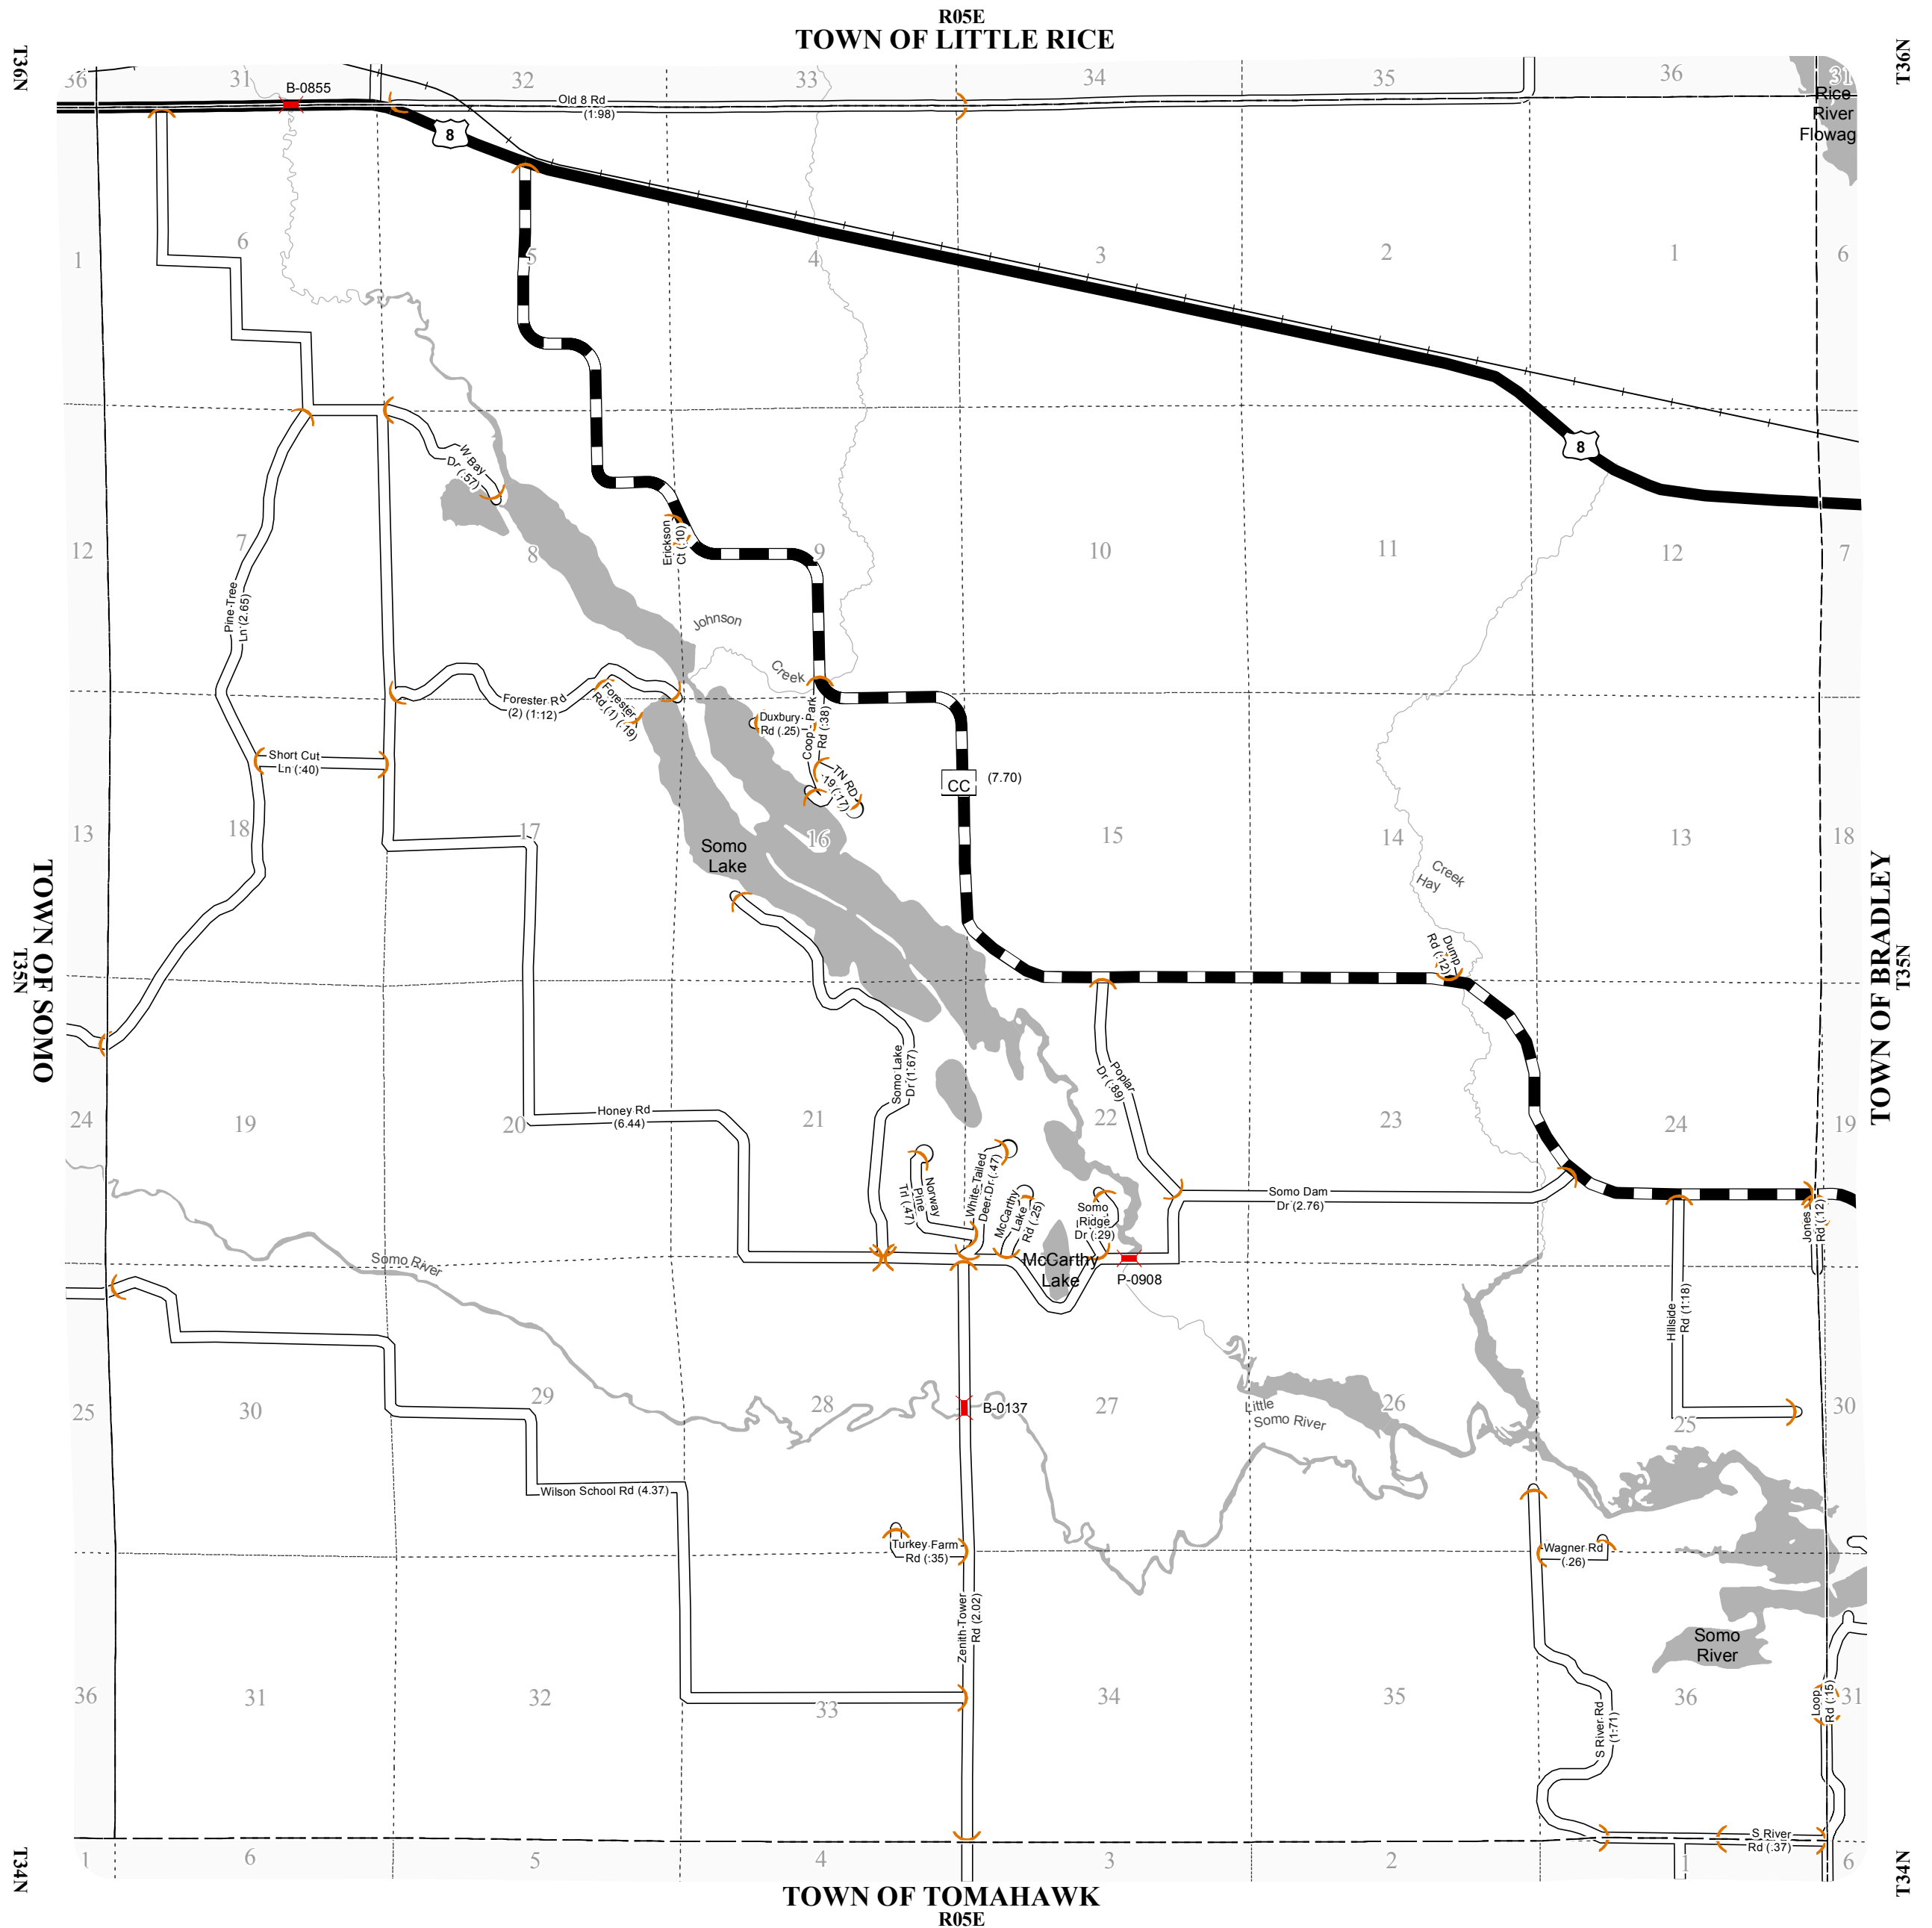 R05E
TOWN OF LITTLE RICE
T36N
T36N
36
31
32
33
34
35
36
31
B-0855
Old 8 Rd
(1.98)
Rice
River
Flowag
8
1
6
5
4
3
2
1
6
8
W Bay
Dr (.57)
12
7
8
Erickson
Ct (.10)
9
10
11
12
7
Pine Tree
Ln (2.65)
Johnson
Creek
Forester Rd
(2) (1.12)
Forester
Rd (1) (.19)
Duxbury
Rd (.25)
Coop Park
Rd (.38)
TN RD
19 (.17)
Short Cut
Ln (.40)
CC
(7.70)
13
18
17
16
15
14
13
18
Somo
Lake
Creek
Hay
Dump
Rd (.12)
TOWN OF SOMO
T35N
TOWN OF BRADLEY
T35N
Somo Lake
Dr (1.67)
Poplar
Dr (.89)
24
19
20
Honey Rd
(6.44)
21
22
23
24
19
Norway
Pine
Trl (.47)
White-Tailed
Deer Dr (.47)
McCarthy
Lake
Rd (.25)
Somo
Ridge
Dr (.29)
Somo Dam
Dr (2.76)
Jones
Rd (.12)
Somo River
McCarthy
Lake
P-0908
Hillside
Rd (1.18)
25
30
29
28
B-0137
27
Little
Somo River
26
25
30
Wilson School Rd (4.37)
Turkey Farm
Rd (.35)
Wagner Rd
(.26)
Zenith Tower
Rd (2.02)
Somo
River
36
31
32
33
34
35
36
31
S River Rd
(1.71)
Loop
Rd (.15)
S River
Rd (.37)
T34N
T34N
1
6
5
4
3
2
1
6
TOWN OF TOMAHAWK
R05E